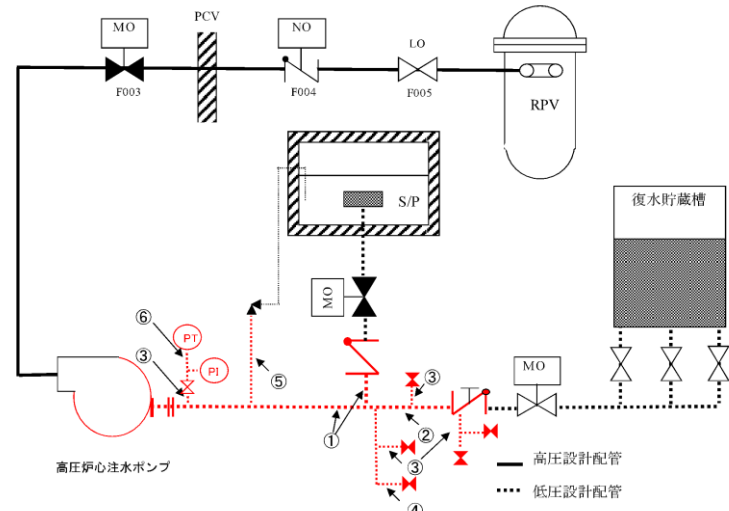 MO
PCV
NO
LO
F003
F004
F005
RPV
S/P
復水貯蔵槽
MO
⑥
PT
③
PI
⑤
③
MO
①
②
③
③
④
高圧炉心注水ポンプ
高圧設計配管
低圧設計配管